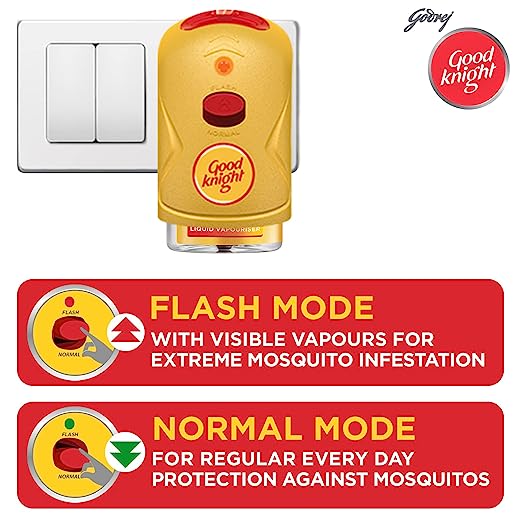 Godrej
Good
knight
FLASH
NORMAL
Good
knight
LIQUID VAPOURISER
FLASH
NORMAL
FLASH MODE
WITH VISIBLE VAPOURS FOR
EXTREME MOSQUITO INFESTATION
FLASH
NORMAL
NORMAL MODE
FOR REGULAR EVERY DAY
PROTECTION AGAINST MOSQUITOS